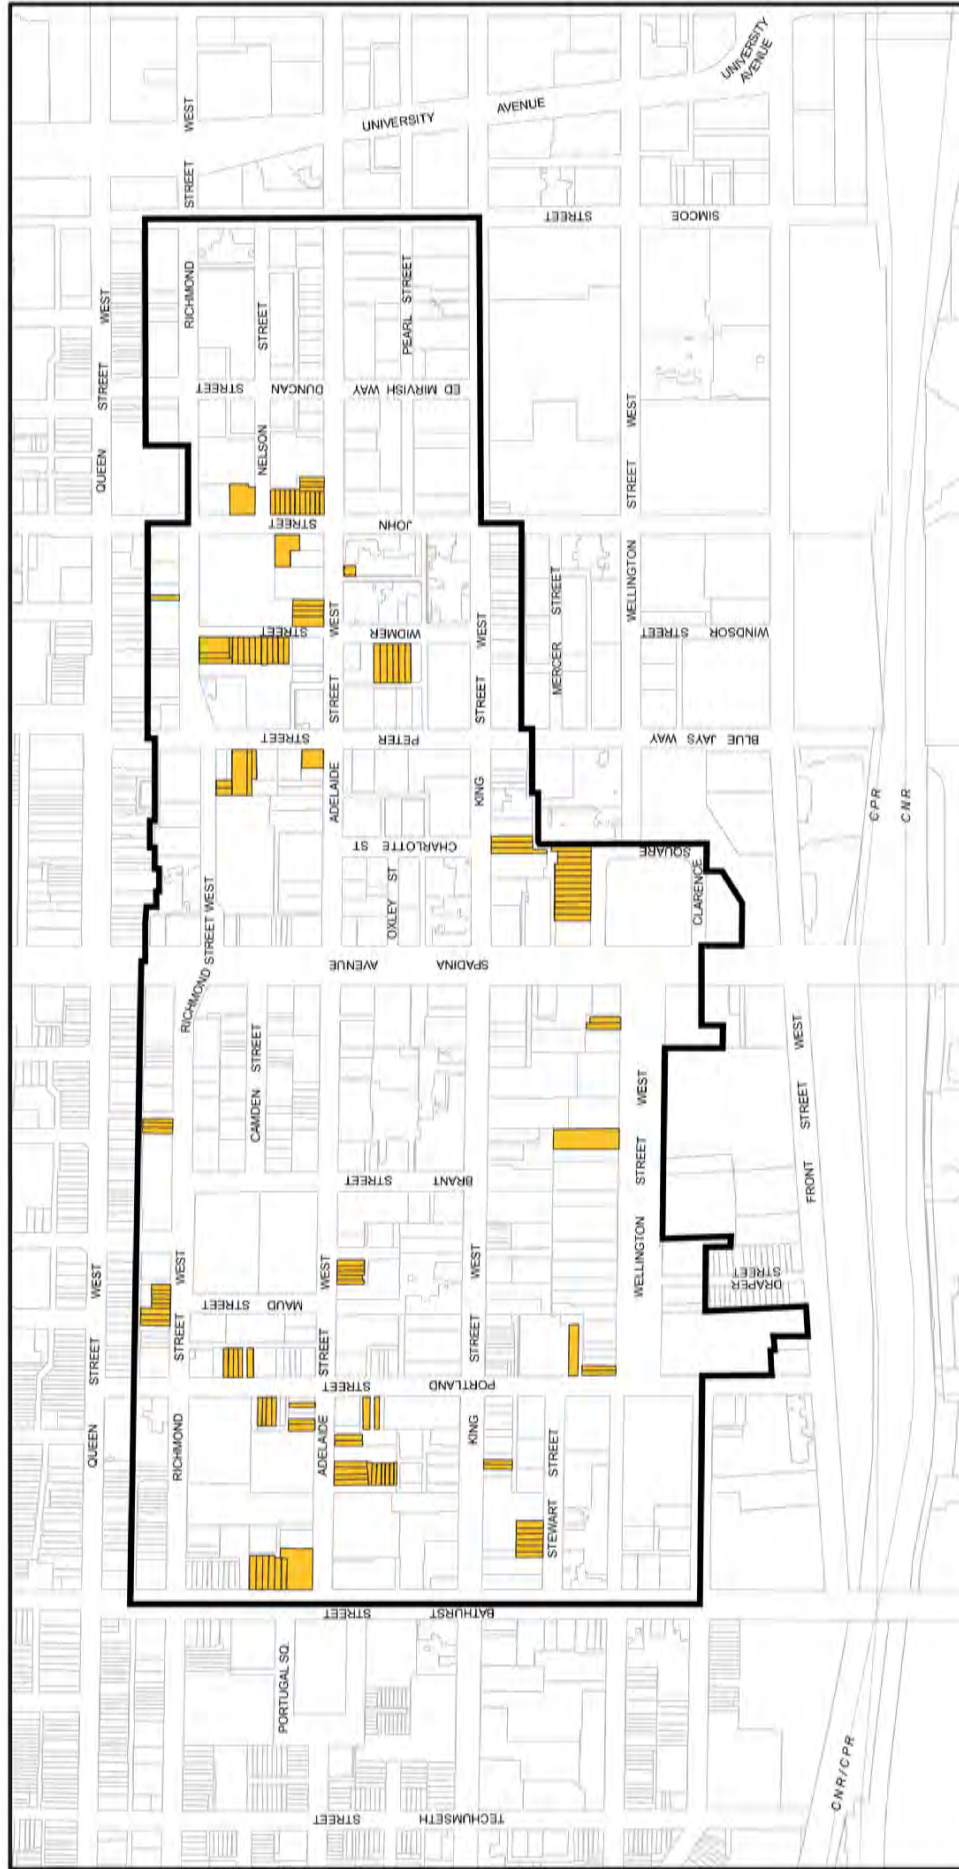 UNIVERSITY
AVENUE
UNIVERSITY
AVENUE
WEST
STREET
SIMCOE
STREET
RICHMOND
WEST
STREET
QUEEN
STREET
NELSON
PEARL STREET
DUNCAN
STREET
ED MIRVISH WAY
WEST
STREET
WELLINGTON
JOHN
STREET
WIDMER
STREET
MERCER STREET
WINDSOR STREET
WEST
STREET
ADELAIDE
WEST
STREET
KING
PETER
STREET
BLUE JAYS WAY
CPR
CNR
CHARLOTTE ST
OXLEY ST
CLARENCE
SQUARE
RICHMOND STREET WEST
SPADINA
AVENUE
CAMDEN STREET
WEST
STREET
FRONT
WEST
STREET
WELLINGTON
BRANT
STREET
DRAPER
STREET
WEST
STREET
QUEEN
WEST
STREET
RICHMOND
MAUD STREET
WEST
STREET
ADELAIDE
WEST
STREET
KING
PORTLAND
STREET
STEWART STREET
BATHURST
STREET
PORTUGAL SQ.
CNR/CPR
TECHUMSETH
STREET